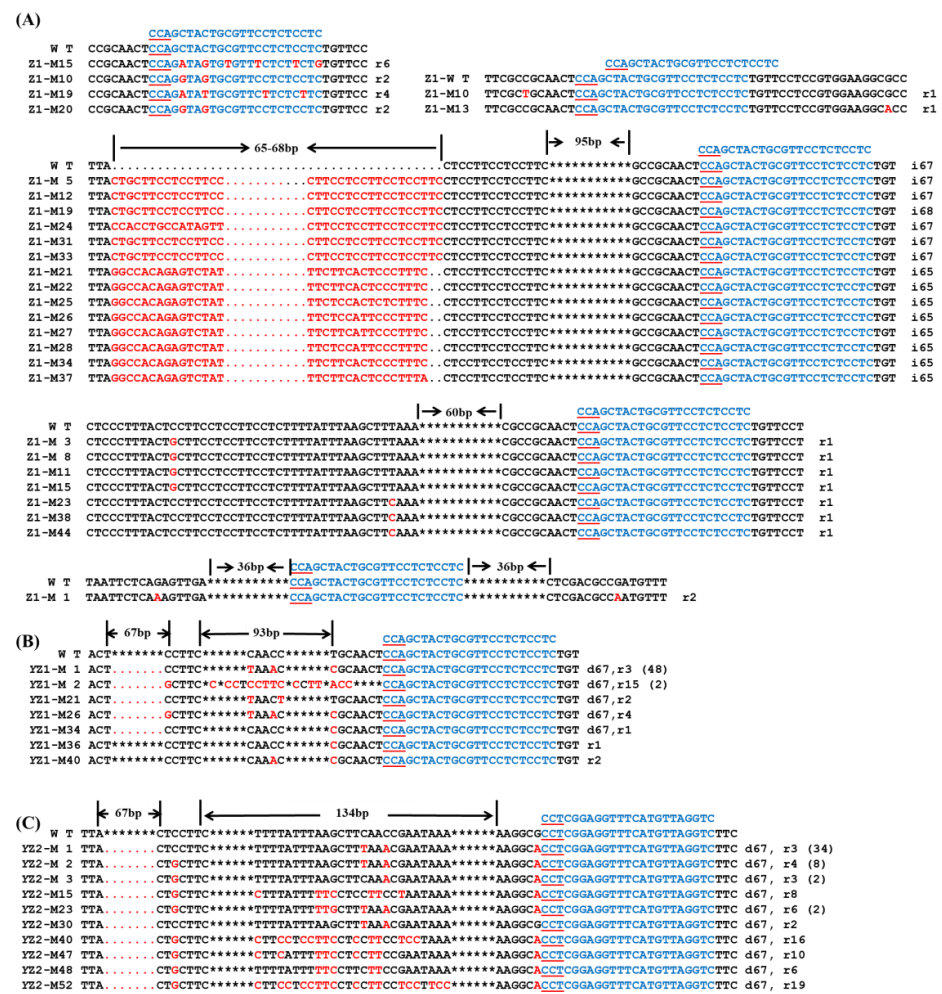 (A)
CCAGCTACTGCGTTCCTCTCCTC
W T CCGCAACTCCAGCTACTGCGTTCCTCTCCTCTGTTCC
Z1-M15 CCGCAACTCCAGATAGTGTGTTTCTCTTCTGTGTTCC r6
Z1-M10 CCGCAACTCCAGGTAGTGCGTTCCTCTCCTCTGTTCC r2
Z1-M19 CCGCAACTCCAGATATTGCGTTCTTCTTCTCTGTTCC r4
Z1-M20 CCGCAACTCCAGGTAGTGCGTTCCTCTCCTCTGTTCC r2
CCAGCTACTGCGTTCCTCTCCTC
Z1-W T TTCGCCGCAACTCCAGCTACTGCGTTCCTCTCCTCTGTTCCTCCGTGGAAGGCGCC
Z1-M10 TTCGCTGCAACTCCAGCTACTGCGTTCCTCTCCTCTGTTCCTCCGTGGAAGGCGCC r1
Z1-M13 TTCGCCGCAACTCCAGCTACTGCGTTCCTCTCCTCTGTTCCTCCGTGGAAGGCACC r1
65-68bp 95bp CCAGCTACTGCGTTCCTCTCCTC
W T TTA..........................................CTCCTTCCTCCTTC***********GCCGCAACTCCAGCTACTGCGTTCCTCTCCTCTGT i67
Z1-M 5 TTACTGCTTCCTCCTTCC..........CTTCCTCCTTCCTCCTTCCTCCTTCCTCCTTC***********GCCGCAACTCCAGCTACTGCGTTCCTCTCCTCTGT i67
Z1-M12 TTACTGCTTCCTCCTTCC..........CTTCCTCCTTCCTCCTTCCTCCTTCCTCCTTC***********GCCGCAACTCCAGCTACTGCGTTCCTCTCCTCTGT i67
Z1-M19 TTACTGCTTCCTCCTTCC..........CTTCCTCCTTCCTCCTTCCTCCTTCCTCCTTC***********GCCGCAACTCCAGCTACTGCGTTCCTCTCCTCTGT i68
Z1-M24 TTACCACCTGCCATAGTT..........CTTCCTCCTTCCTCCTTCCTCCTTCCTCCTTC***********GCCGCAACTCCAGCTACTGCGTTCCTCTCCTCTGT i67
Z1-M31 TTACTGCTTCCTCCTTCC..........CTTCCTCCTTCCTCCTTCCTCCTTCCTCCTTC***********GCCGCAACTCCAGCTACTGCGTTCCTCTCCTCTGT i67
Z1-M33 TTACTGCTTCCTCCTTCC..........CTTCCTCCTTCCTCCTTCCTCCTTCCTCCTTC***********GCCGCAACTCCAGCTACTGCGTTCCTCTCCTCTGT i67
Z1-M21 TTAGGCCACAGAGTCTAT..........TTCTTCACTCCCTTTC..CTCCTTCCTCCTTC***********GCCGCAACTCCAGCTACTGCGTTCCTCTCCTCTGT i65
Z1-M22 TTAGGCCACAGAGTCTAT..........TTCTTCACTCCCTTTC..CTCCTTCCTCCTTC***********GCCGCAACTCCAGCTACTGCGTTCCTCTCCTCTGT i65
Z1-M25 TTAGGCCACAGAGTCTAT..........TTCTCCACTCTCTTTC..CTCCTTCCTCCTTC***********GCCGCAACTCCAGCTACTGCGTTCCTCTCCTCTGT i65
Z1-M26 TTAGGCCACAGAGTCTAT..........TTCTCCATTCCCTTTC..CTCCTTCCTCCTTC***********GCCGCAACTCCAGCTACTGCGTTCCTCTCCTCTGT i65
Z1-M27 TTAGGCCACAGAGTCTAT..........TTCTTCATTCCCTTTC..CTCCTTCCTCCTTC***********GCCGCAACTCCAGCTACTGCGTTCCTCTCCTCTGT i65
Z1-M28 TTAGGCCACAGAGTCTAT..........TTCTCCATTCCCTTTC..CTCCTTCCTCCTTC***********GCCGCAACTCCAGCTACTGCGTTCCTCTCCTCTGT i65
Z1-M34 TTAGGCCACAGAGTCTAT..........TTCTTCACTCCCTTTC..CTCCTTCCTCCTTC***********GCCGCAACTCCAGCTACTGCGTTCCTCTCCTCTGT i65
Z1-M37 TTAGGCCACAGAGTCTAT..........TTCTTCACTCCCTTTA..CTCCTTCCTCCTTC***********GCCGCAACTCCAGCTACTGCGTTCCTCTCCTCTGT i65
60bp CCAGCTACTGCGTTCCTCTCCTC
W T CTCCCTTTACTCCTTCCTCCTTCCTCTTTTATTTAAGCTTTAAA***********CGCCGCAACTCCAGCTACTGCGTTCCTCTCCTCTGTTCCT
Z1-M 3 CTCCCTTTACTGCTTCCTCCTTCCTCTTTTATTTAAGCTTTAAA***********CGCCGCAACTCCAGCTACTGCGTTCCTCTCCTCTGTTCCT r1
Z1-M 8 CTCCCTTTACTGCTTCCTCCTTCCTCTTTTATTTAAGCTTTAAA***********CGCCGCAACTCCAGCTACTGCGTTCCTCTCCTCTGTTCCT r1
Z1-M11 CTCCCTTTACTGCTTCCTCCTTCCTCTTTTATTTAAGCTTTAAA***********CGCCGCAACTCCAGCTACTGCGTTCCTCTCCTCTGTTCCT r1
Z1-M15 CTCCCTTTACTGCTTCCTCCTTCCTCTTTTATTTAAGCTTTAAA***********CGCCGCAACTCCAGCTACTGCGTTCCTCTCCTCTGTTCCT r1
Z1-M23 CTCCCTTTACTCCTTCCTCCTTCCTCTTTTATTTAAGCTTCAAA***********CGCCGCAACTCCAGCTACTGCGTTCCTCTCCTCTGTTCCT r1
Z1-M38 CTCCCTTTACTCCTTCCTCCTTCCTCTTTTATTTAAGCTTCAAA***********CGCCGCAACTCCAGCTACTGCGTTCCTCTCCTCTGTTCCT r1
Z1-M44 CTCCCTTTACTCCTTCCTCCTTCCTCTTTTATTTAAGCTTCAAA***********CGCCGCAACTCCAGCTACTGCGTTCCTCTCCTCTGTTCCT r1
36bp CCAGCTACTGCGTTCCTCTCCTC 36bp
W T TAATTCTCAGAGTTGA***********CCAGCTACTGCGTTCCTCTCCTC***********CTCGACGCCGATGTTT
Z1-M 1 TAATTCTCAAAGTTGA***********CCAGCTACTGCGTTCCTCTCCTC***********CTCGACGCCAATGTTT r2
(B)
67bp 93bp CCAGCTACTGCGTTCCTCTCCTC
W T ACT*******CCTTC******CAACC******TGCAACTCCAGCTACTGCGTTCCTCTCCTCTGT
YZ1-M 1 ACT.......CCTTC******TAAAC******CGCAACTCCAGCTACTGCGTTCCTCTCCTCTGT d67,r3 (48)
YZ1-M 2 ACT.......GCTTC*C*CCTCCTTC*CCTT*ACC****CCAGCTACTGCGTTCCTCTCCTCTGT d67,r15 (2)
YZ1-M21 ACT.......CCTTC******TAACT******TGCAACTCCAGCTACTGCGTTCCTCTCCTCTGT d67,r2
YZ1-M26 ACT.......GCTTC******TAAAC******CGCAACTCCAGCTACTGCGTTCCTCTCCTCTGT d67,r4
YZ1-M34 ACT.......CCTTC******CAACC******CGCAACTCCAGCTACTGCGTTCCTCTCCTCTGT d67,r1
YZ1-M36 ACT*******CCTTC******CAACC******CGCAACTCCAGCTACTGCGTTCCTCTCCTCTGT r1
YZ1-M40 ACT*******CCTTC******CAAAC******CGCAACTCCAGCTACTGCGTTCCTCTCCTCTGT r2
(C)
67bp 134bp CCTCGGAGGTTTCATGTTAGGTC
W T TTA*******CTCCTTC******TTTTATTTAAGCTTCAACCGAATAAA******AAGGCGCCTCGGAGGTTTCATGTTAGGTCTTC
YZ2-M 1 TTA.......CTCCTTC******TTTTATTTAAGCTTTAAACGAATAAA******AAGGCACCTCGGAGGTTTCATGTTAGGTCTTC d67, r3 (34)
YZ2-M 2 TTA.......CTGCTTC******TTTTATTTAAGCTTTAAACGAATAAA******AAGGCACCTCGGAGGTTTCATGTTAGGTCTTC d67, r4 (8)
YZ2-M 3 TTA.......CTGCTTC******TTTTATTTAAGCTTCAAACGAATAAA******AAGGCACCTCGGAGGTTTCATGTTAGGTCTTC d67, r3 (2)
YZ2-M15 TTA.......CTGCTTC******CTTTATTTTTCCTCCTTCCTAATAAA******AAGGCACCTCGGAGGTTTCATGTTAGGTCTTC d67, r8
YZ2-M23 TTA.......CTGCTTC******TTTTATTTTTGCTTTAAACGAATAAA******AAGGCACCTCGGAGGTTTCATGTTAGGTCTTC d67, r6 (2)
YZ2-M30 TTA.......CTCCTTC******TTTTATTTAAGCTTTAAACGAATAAA******AAGGCGCCTCGGAGGTTTCATGTTAGGTCTTC d67, r2
YZ2-M40 TTA.......CTGCTTC******CTTCCTCCTTCCTCCTTCCTCCTAAA******AAGGCACCTCGGAGGTTTCATGTTAGGTCTTC d67, r16
YZ2-M47 TTA.......CTGCTTC******CTTCATTTTTCCTCCTTCCGAATAAA******AAGGCACCTCGGAGGTTTCATGTTAGGTCTTC d67, r10
YZ2-M48 TTA.......CTGCTTC******TTTTATTTTTCCTTCTTCCGAATAAA******AAGGCACCTCGGAGGTTTCATGTTAGGTCTTC d67, r6
YZ2-M52 TTA.......CTGCTTC******CTTCCTCCTTCCTCCTTCCTCCTTCC******AAGGCACCTCGGAGGTTTCATGTTAGGTCTTC d67, r19